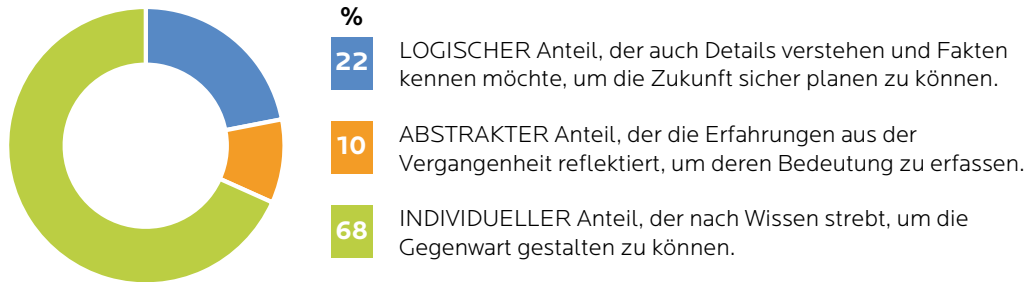 %
22 LOGISCHER Anteil, der auch Details verstehen und Fakten
kennen möchte, um die Zukunft sicher planen zu können.
10 ABSTRAKTER Anteil, der die Erfahrungen aus der
Vergangenheit reflektiert, um deren Bedeutung zu erfassen.
68 INDIVIDUELLER Anteil, der nach Wissen strebt, um die
Gegenwart gestalten zu können.